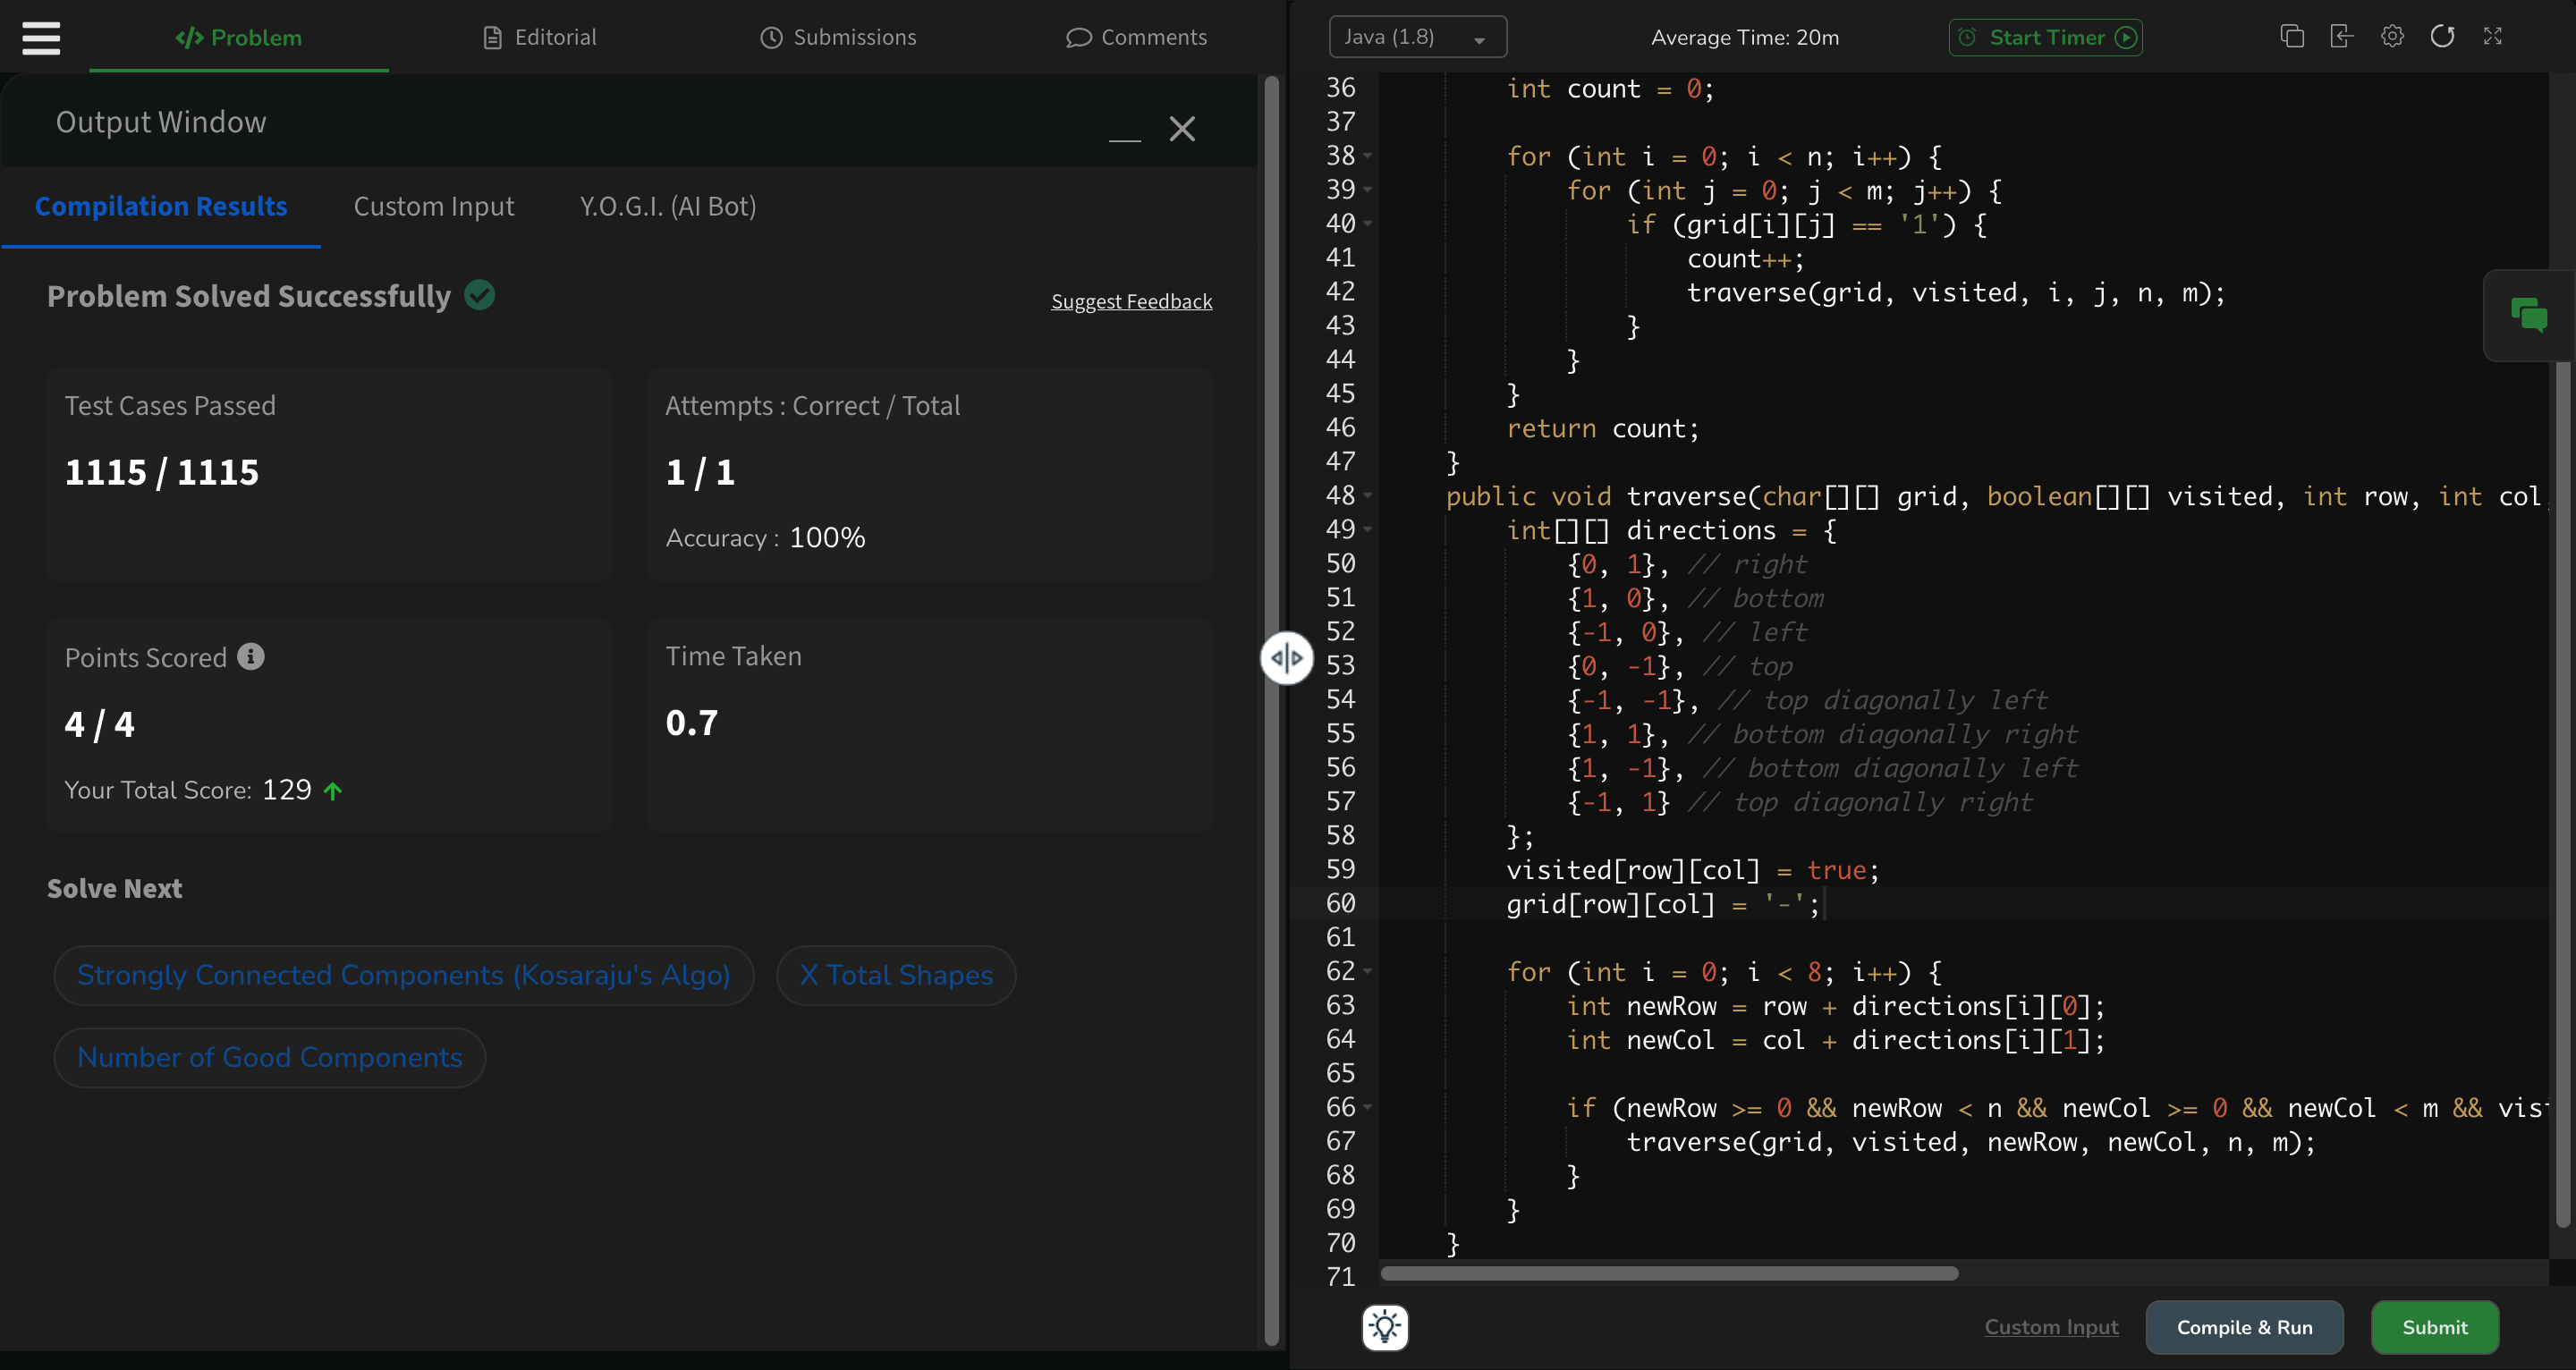 </> Problem
Editorial
Submissions
Comments
Output Window
Compilation Results
Custom Input
Y.O.G.I. (AI Bot)
Problem Solved Successfully
Suggest Feedback
Test Cases Passed
1115 / 1115
Attempts : Correct / Total
1 / 1
Accuracy : 100%
Points Scored
4 / 4
Your Total Score: 129
Time Taken
0.7
Solve Next
Strongly Connected Components (Kosaraju's Algo)
X Total Shapes
Number of Good Components
Java (1.8)
Average Time: 20m
Start Timer
36 int count = 0;
37
38 for (int i = 0; i < n; i++) {
39 for (int j = 0; j < m; j++) {
40 if (grid[i][j] == '1') {
41 count++;
42 traverse(grid, visited, i, j, n, m);
43 }
44 }
45 }
46 return count;
47 }
48 public void traverse(char[][] grid, boolean[][] visited, int row, int col
49 int[][] directions = {
50 {0, 1}, // right
51 {1, 0}, // bottom
52 {-1, 0}, // left
53 {0, -1}, // top
54 {-1, -1}, // top diagonally left
55 {1, 1}, // bottom diagonally right
56 {1, -1}, // bottom diagonally left
57 {-1, 1} // top diagonally right
58 };
59 visited[row][col] = true;
60 grid[row][col] = '-';
61
62 for (int i = 0; i < 8; i++) {
63 int newRow = row + directions[i][0];
64 int newCol = col + directions[i][1];
65
66 if (newRow >= 0 && newRow < n && newCol >= 0 && newCol < m && vis
67 traverse(grid, visited, newRow, newCol, n, m);
68 }
69 }
70 }
71
Custom Input
Compile & Run
Submit